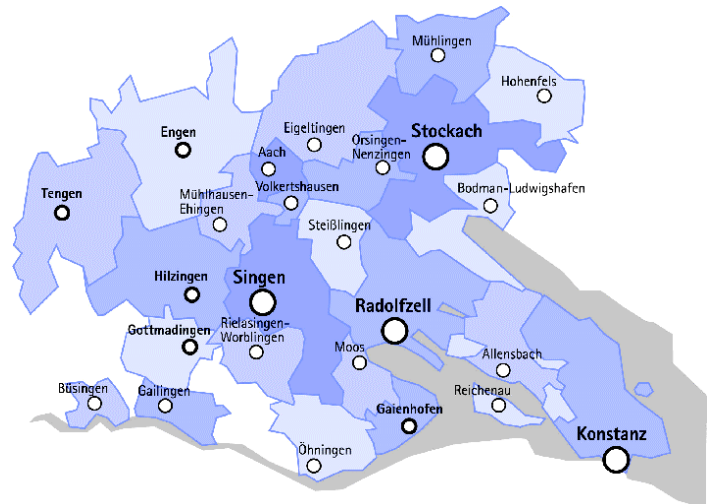 Mühlingen
Hohenfels
Engen
Eigeltingen
Stockach
Aach
Orsingen-
Nenzingen
Tengen
Mühlhausen-
Ehingen
Volkertshausen
Bodman-Ludwigshafen
Steißlingen
Hilzingen
Singen
Radolfzell
Gottmadingen
Rielasingen-
Worblingen
Moos
Allensbach
Büsingen
Gailingen
Reichenau
Gaienhofen
Konstanz
Öhningen